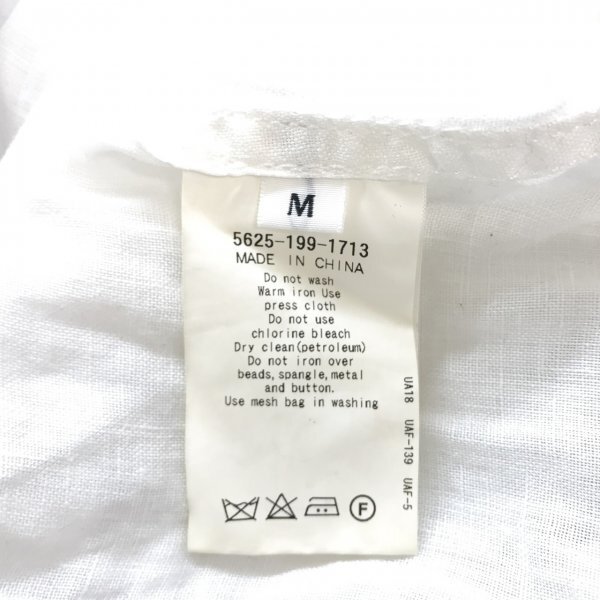 M
5625-199-1713
MADE IN CHINA
Do not wash
Warm iron Use
press cloth
Do not use
chlorine bleach
Dry clean(petroleum)
Do not iron over
beads,spangle,metal
and button.
Use mesh bag in washing
UA18 UAF-139 UAF-5
F